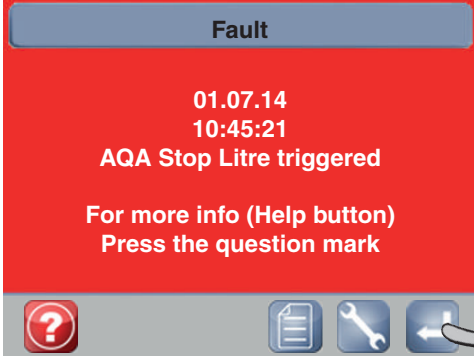 Fault
01.07.14
10:45:21
AQA Stop Litre triggered
For more info (Help button)
Press the question mark
?